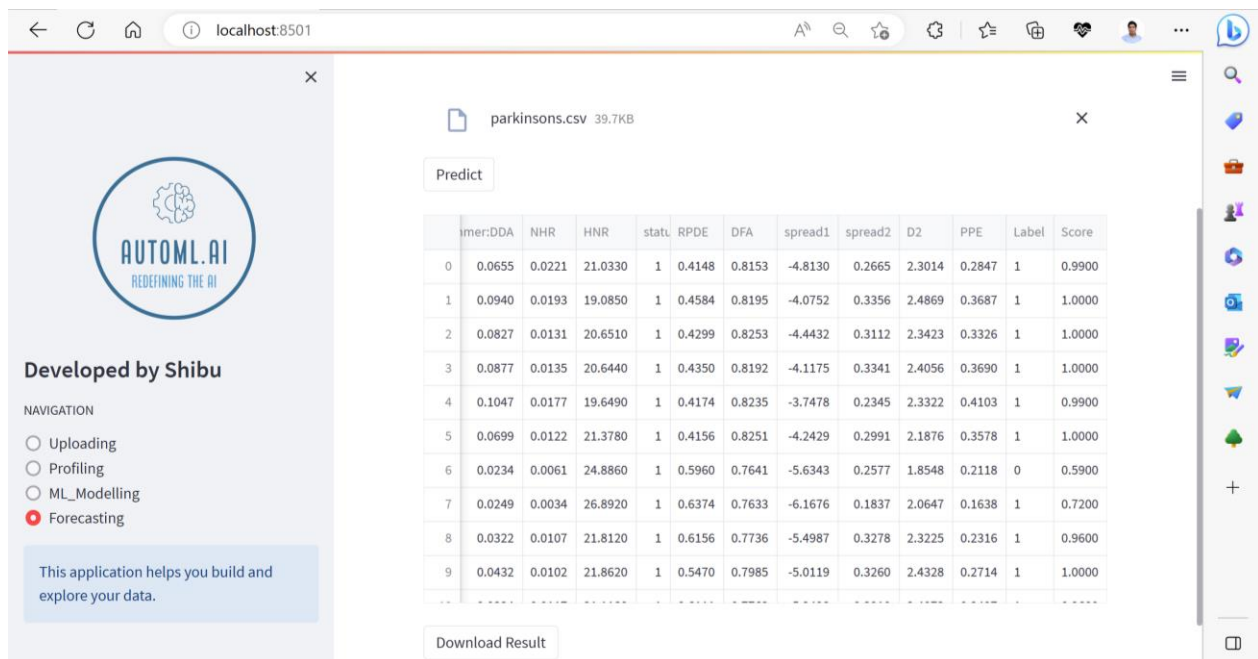 localhost:8501
parkinsons.csv 39.7KB
Predict
AUTOML.AI
REDEFINING THE AI
Developed by Shibu
NAVIGATION
Uploading
Profiling
ML_Modelling
Forecasting
This application helps you build and
explore your data.
mmer:DDA NHR HNR statu RPDE DFA spread1 spread2 D2 PPE Label Score
0 0.0655 0.0221 21.0330 1 0.4148 0.8153 -4.8130 0.2665 2.3014 0.2847 1 0.9900
1 0.0940 0.0193 19.0850 1 0.4584 0.8195 -4.0752 0.3356 2.4869 0.3687 1 1.0000
2 0.0827 0.0131 20.6510 1 0.4299 0.8253 -4.4432 0.3112 2.3423 0.3326 1 1.0000
3 0.0877 0.0135 20.6440 1 0.4350 0.8192 -4.1175 0.3341 2.4056 0.3690 1 1.0000
4 0.1047 0.0177 19.6490 1 0.4174 0.8235 -3.7478 0.2345 2.3322 0.4103 1 0.9900
5 0.0699 0.0122 21.3780 1 0.4156 0.8251 -4.2429 0.2991 2.1876 0.3578 1 1.0000
6 0.0234 0.0061 24.8860 1 0.5960 0.7641 -5.6343 0.2577 1.8548 0.2118 0 0.5900
7 0.0249 0.0034 26.8920 1 0.6374 0.7633 -6.1676 0.1837 2.0647 0.1638 1 0.7200
8 0.0322 0.0107 21.8120 1 0.6156 0.7736 -5.4987 0.3278 2.3225 0.2316 1 0.9600
9 0.0432 0.0102 21.8620 1 0.5470 0.7985 -5.0119 0.3260 2.4328 0.2714 1 1.0000
Download Result